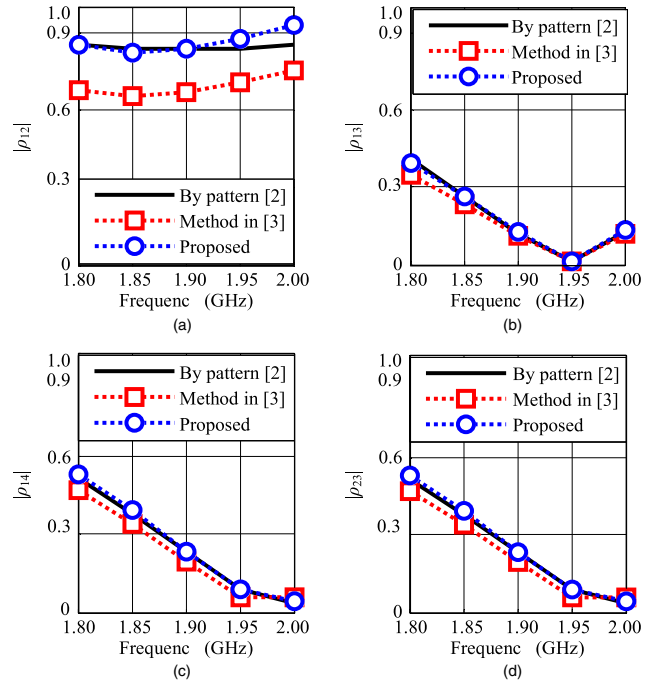 1.0
0.9
0.6
0.3
0
|ρ12|
By pattern [2]
Method in [3]
Proposed
1.80 1.85 1.90 1.95 2.00
Frequenc (GHz)
(a)
1.0
0.9
0.6
0.3
0
|ρ13|
By pattern [2]
Method in [3]
Proposed
1.80 1.85 1.90 1.95 2.00
Frequenc (GHz)
(b)
1.0
0.9
0.6
0.3
0
|ρ14|
By pattern [2]
Method in [3]
Proposed
1.80 1.85 1.90 1.95 2.00
Frequenc (GHz)
(c)
1.0
0.9
0.6
0.3
0
|ρ23|
By pattern [2]
Method in [3]
Proposed
1.80 1.85 1.90 1.95 2.00
Frequenc (GHz)
(d)